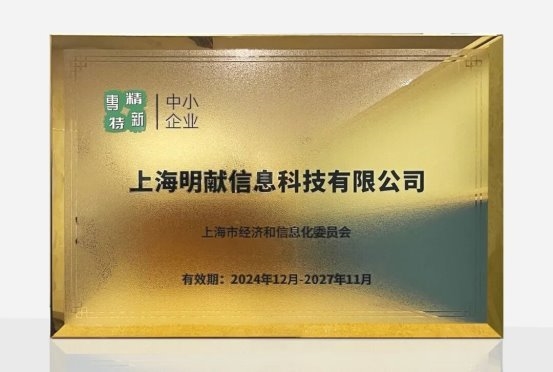 專精特新
中小
企业
上海明献信息科技有限公司
上海市经济和信息化委员会
有效期：2024年12月-2027年11月